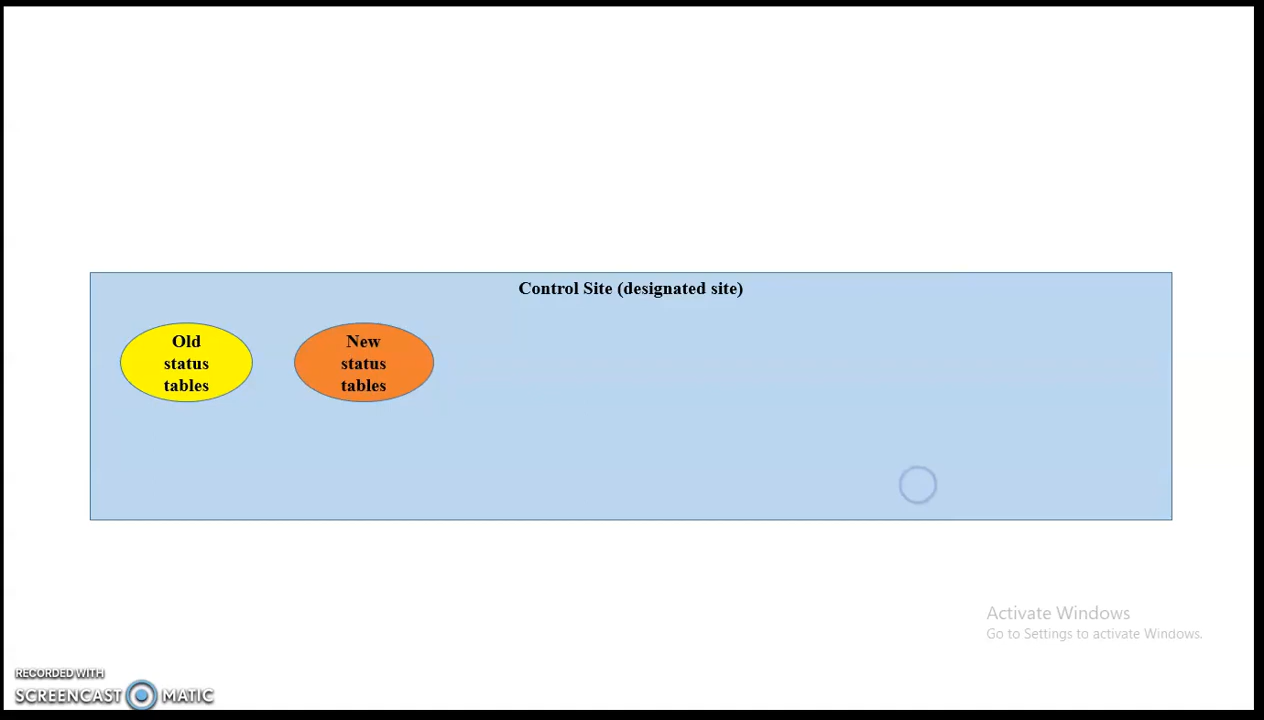 Control Site (designated site)
Old
status
tables
New
status
tables
Activate Windows
Go to Settings to activate Windows.
RECORDED WITH
SCREENCAST MATIC